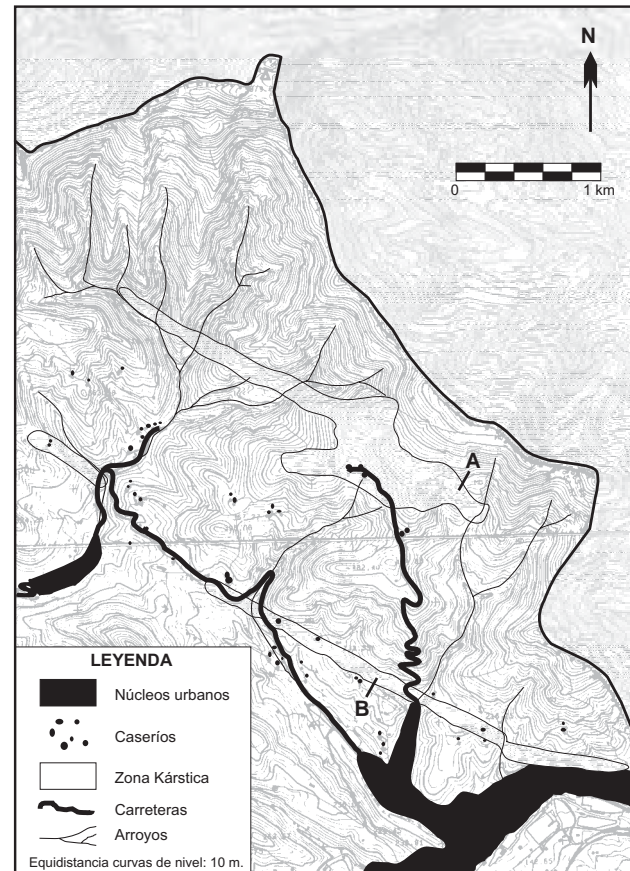 N
0 1 km
A
B
LEYENDA
Núcleos urbanos
Caseríos
Zona Kárstica
Carreteras
Arroyos
Equidistancia curvas de nivel: 10 m.